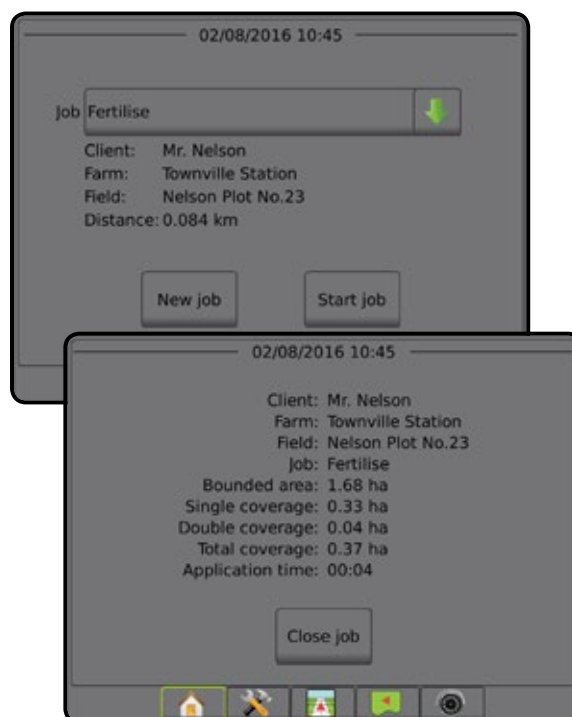 02/08/2016 10:45
Job Fertilise
Client: Mr. Nelson
Farm: Townville Station
Field: Nelson Plot No.23
Distance: 0.084 km
New job Start job
02/08/2016 10:45
Client: Mr. Nelson
Farm: Townville Station
Field: Nelson Plot No.23
Job: Fertilise
Bounded area: 1.68 ha
Single coverage: 0.33 ha
Double coverage: 0.04 ha
Total coverage: 0.37 ha
Application time: 00:04
Close job